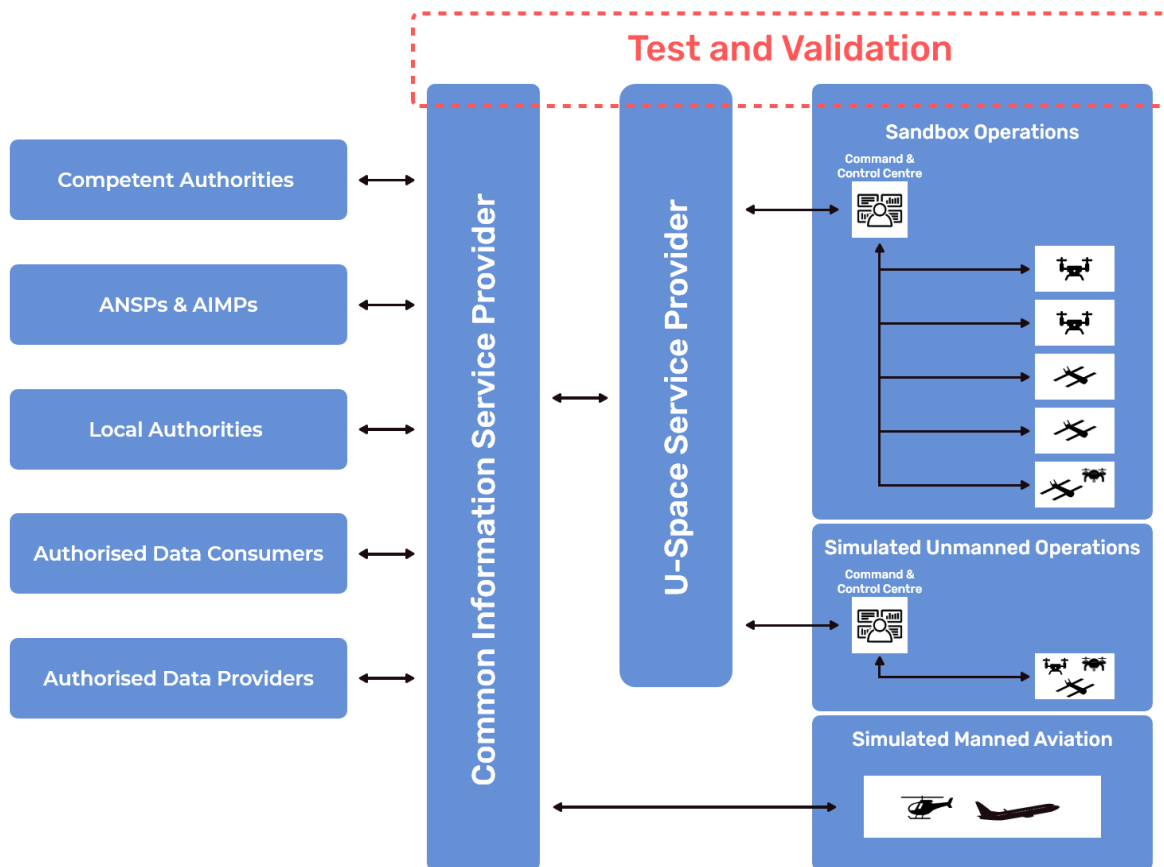 Test and Validation
Competent Authorities
ANSPs & AIMPs
Local Authorities
Authorised Data Consumers
Authorised Data Providers
Common Information Service Provider
U-Space Service Provider
Sandbox Operations
Command &
Control Centre
Simulated Unmanned Operations
Command &
Control Centre
Simulated Manned Aviation